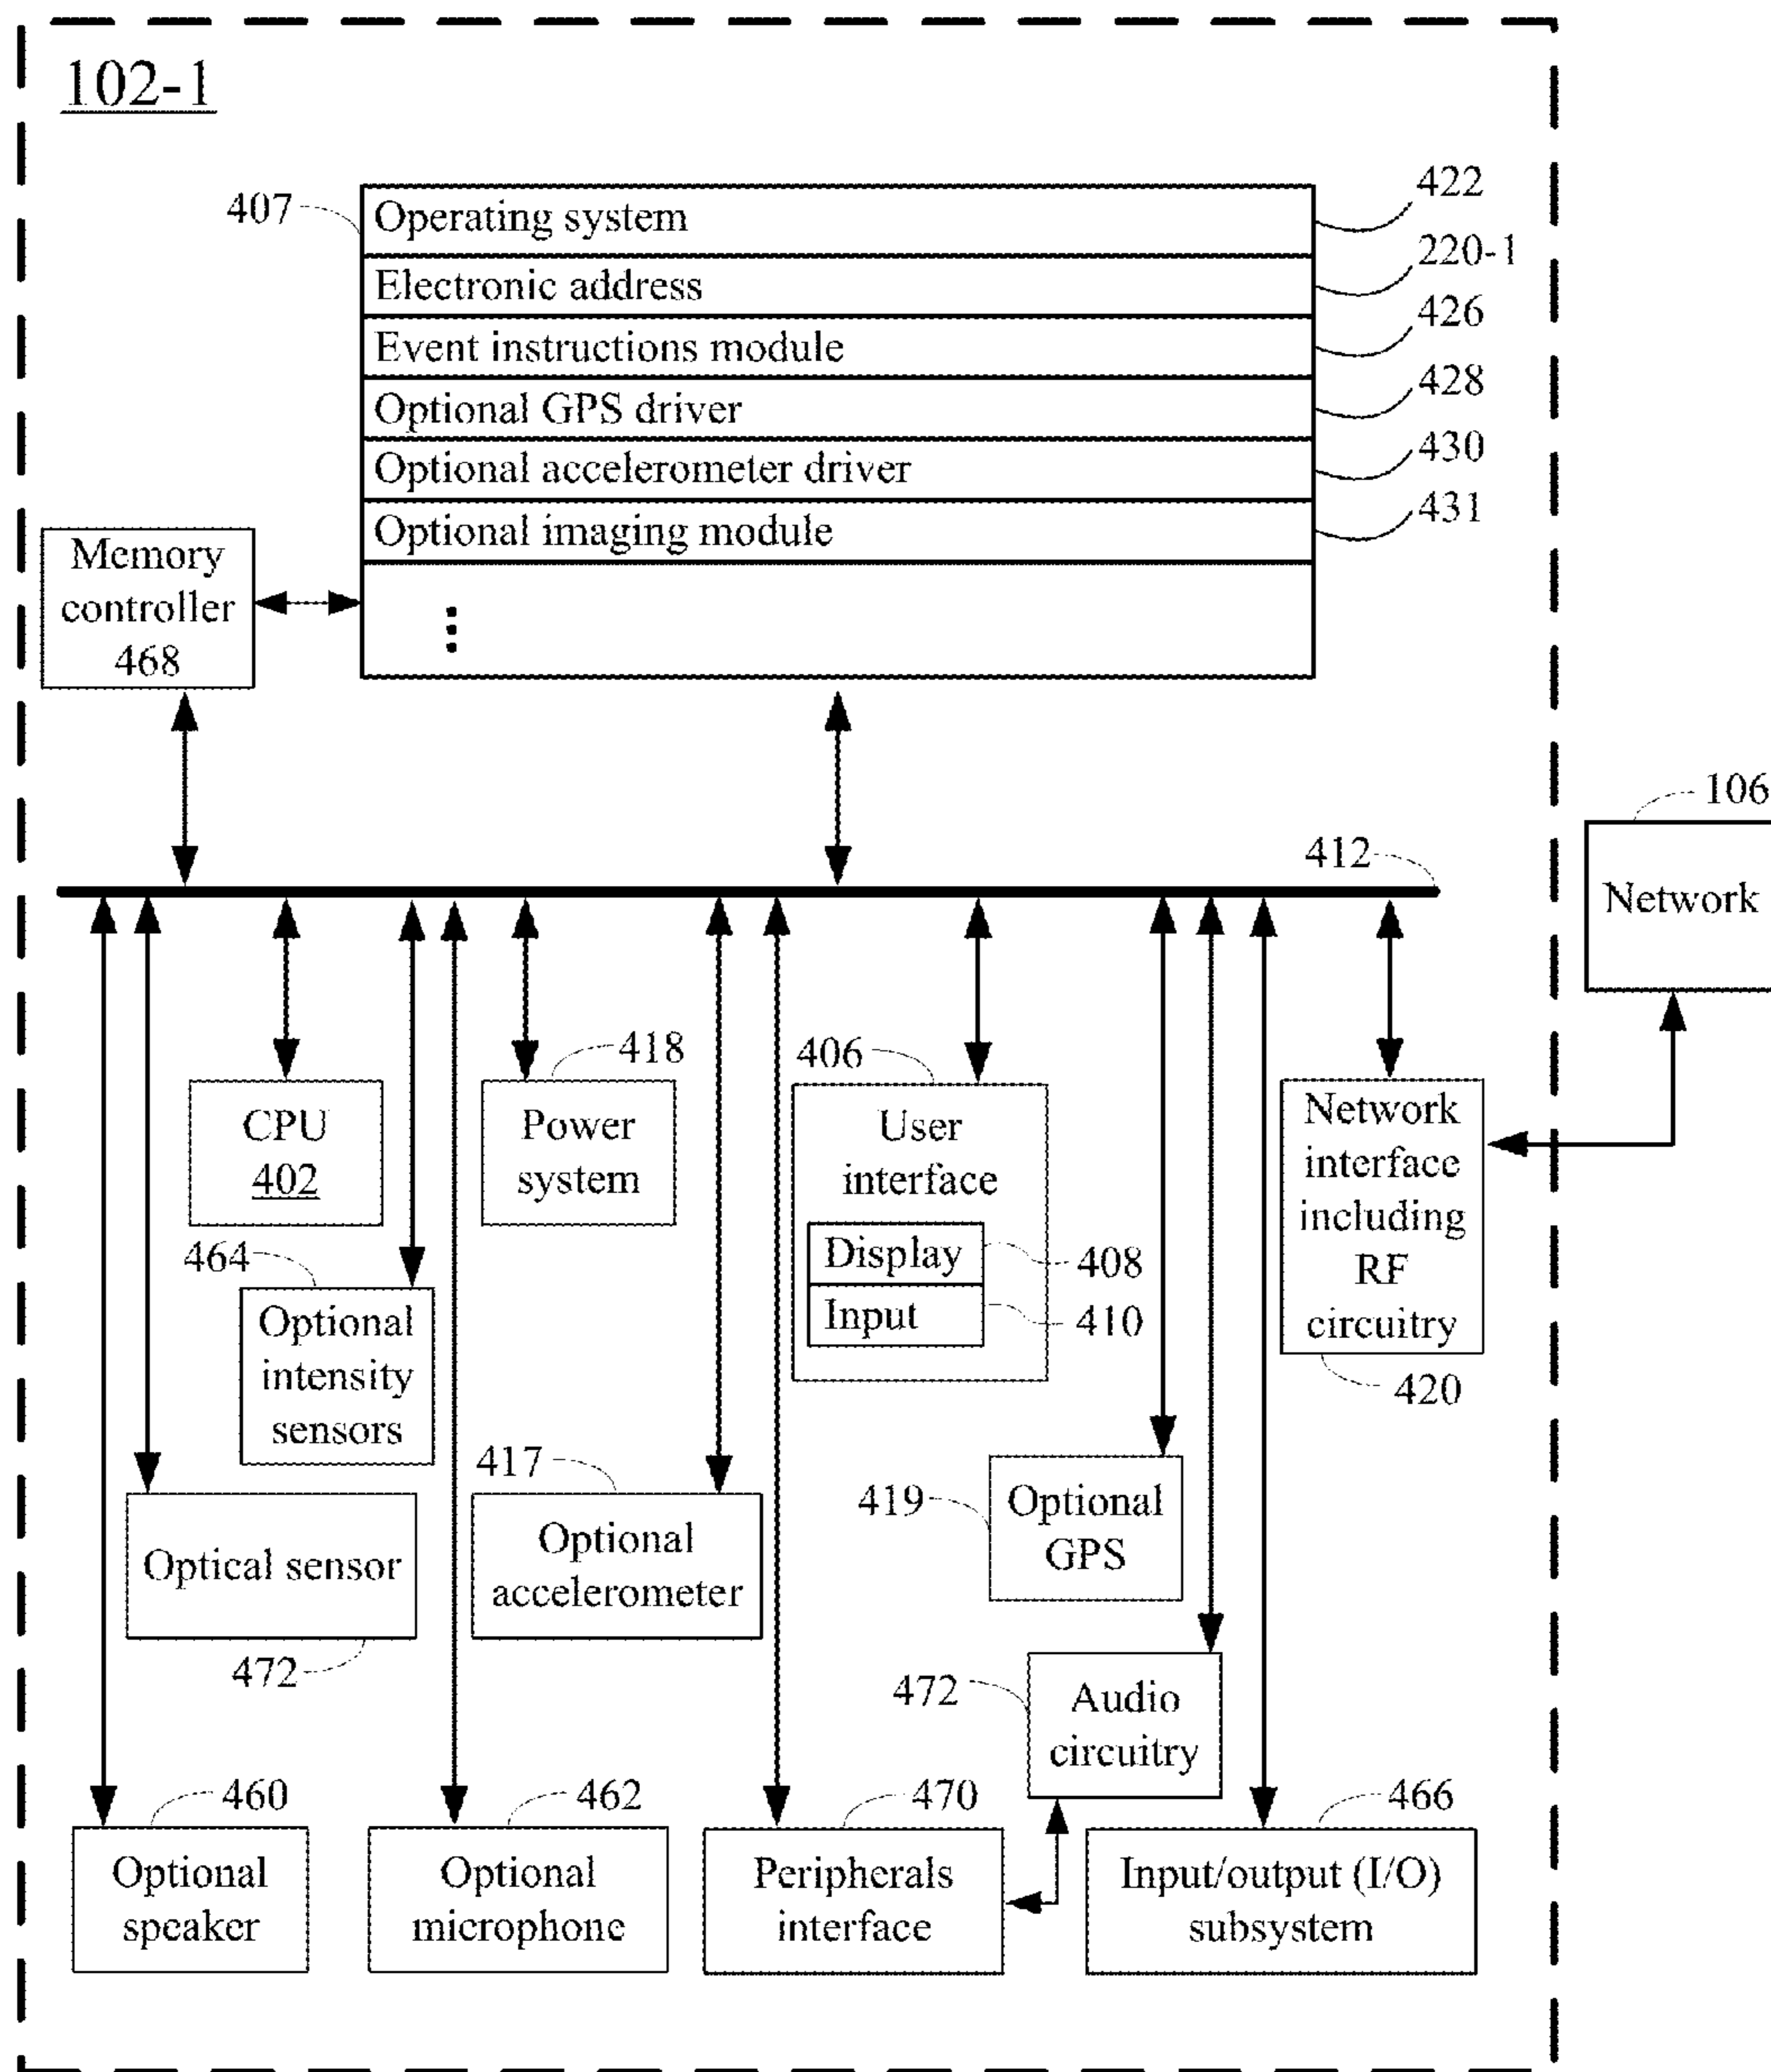 102-1
407
Operating system
422
Electronic address
220-1
Event instructions module
426
Optional GPS driver
428
Optional accelerometer driver
430
Optional imaging module
431
Memory
controller
468
106
Network
412
CPU
402
418
Power
system
406
User
interface
Display
408
Input
410
Network
interface
including
RF
circuitry
420
464
Optional
intensity
sensors
Optical sensor
472
417
Optional
accelerometer
419
Optional
GPS
472
Audio
circuitry
460
Optional
speaker
462
Optional
microphone
470
Peripherals
interface
466
Input/output (I/O)
subsystem